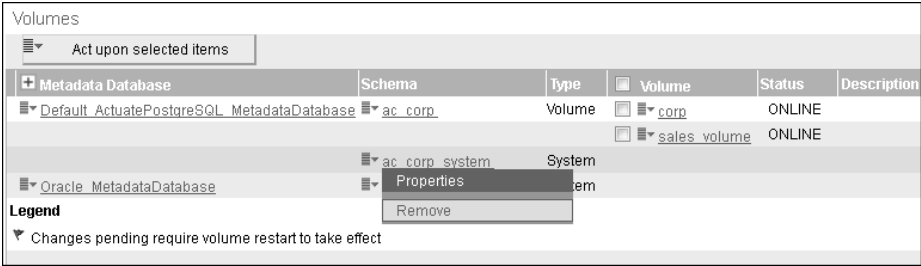 Volumes
Act upon selected items
Metadata Database Schema Type Volume Status Description
Default_ActuatePostgreSQL_MetadataDatabase ac_corp Volume corp ONLINE
sales_volume ONLINE
ac_corp_system System
Properties
Oracle_MetadataDatabase
Remove
Legend
Changes pending require volume restart to take effect